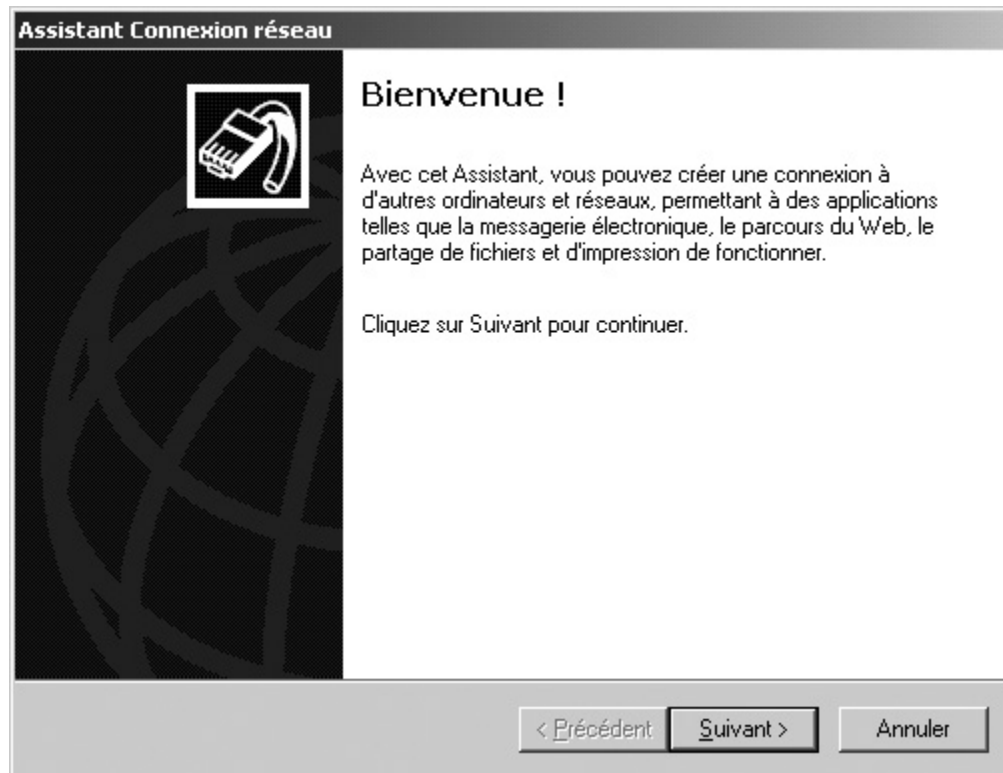 Assistant Connexion réseau
Bienvenue !
Avec cet Assistant, vous pouvez créer une connexion à
d'autres ordinateurs et réseaux, permettant à des applications
telles que la messagerie électronique, le parcours du Web, le
partage de fichiers et d'impression de fonctionner.
Cliquez sur Suivant pour continuer.
< Précédent
Suivant >
Annuler